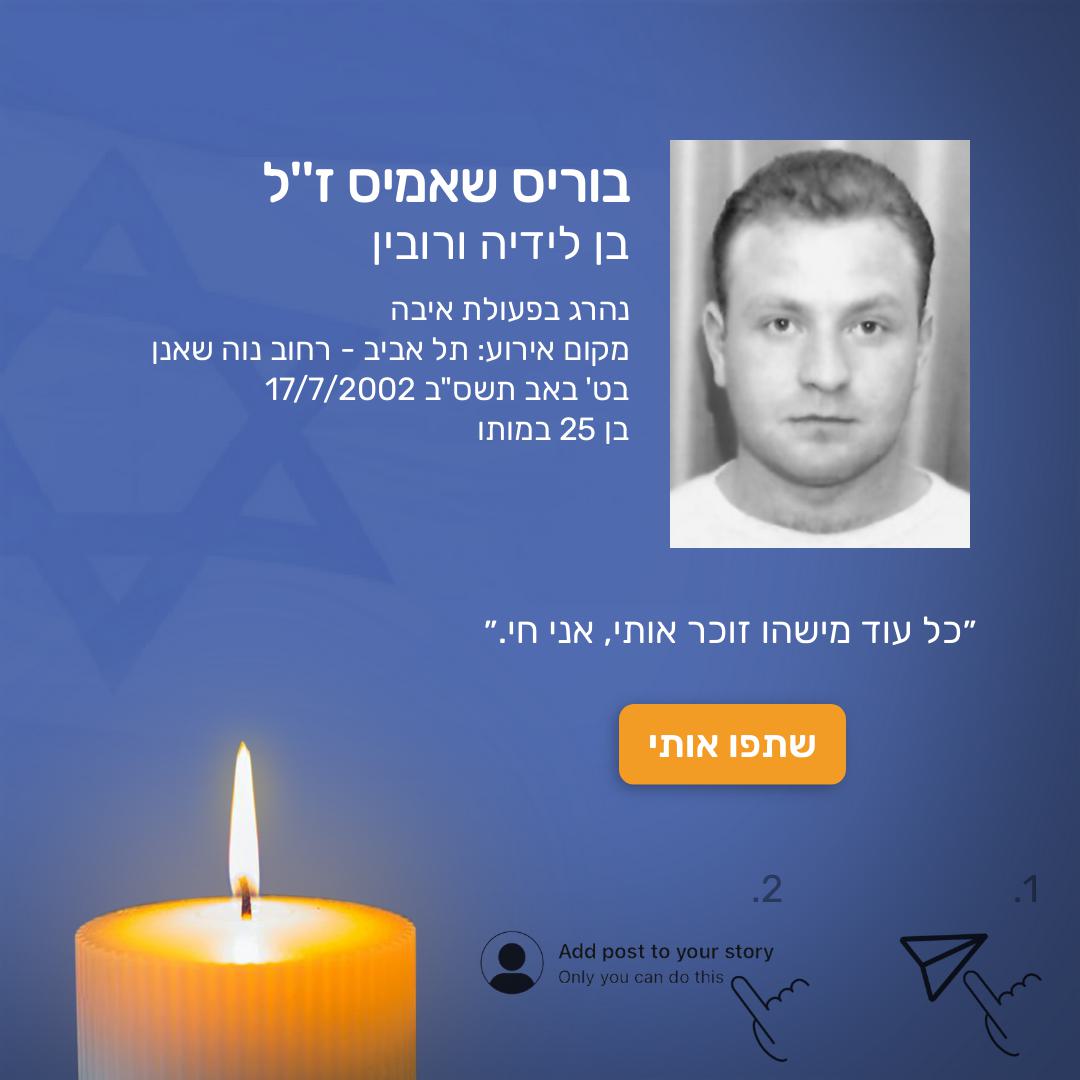 בוריס שאמיס ז"ל
בן לידיה ורובין
נהרג בפעולת איבה
מקום אירוע: תל אביב - רחוב נוה שאנן
בט' באב תשס"ב 17/7/2002
בן 25 במותו
״כל עוד מישהו זוכר אותי, אני חי.״
שתפו אותי
1.
2.
Add post to your story
Only you can do this